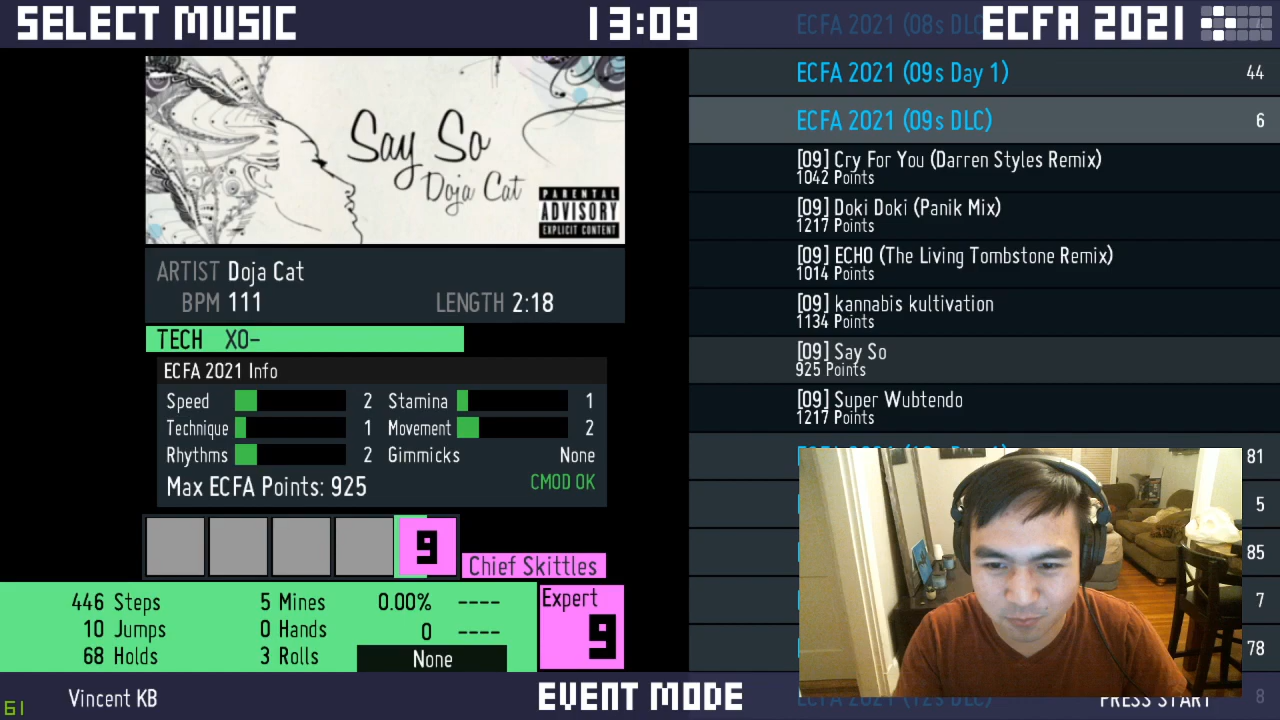 SELECT MUSIC
13:09
ECFA 2021
ECFA 2021 (08s DLC)
ECFA 2021 (09s Day 1)
44
ECFA 2021 (09s DLC)
6
[09] Cry For You (Darren Styles Remix)
1042 Points
[09] Doki Doki (Panik Mix)
1217 Points
[09] ECHO (The Living Tombstone Remix)
1014 Points
[09] kannabis kultivation
1134 Points
[09] Say So
925 Points
[09] Super Wubtendo
1217 Points
81
5
85
7
78
8
Say So
Doja Cat
PARENTAL
ADVISORY
EXPLICIT CONTENT
ARTIST Doja Cat
BPM 111 LENGTH 2:18
TECH XO-
ECFA 2021 Info
Speed 2 Stamina 1
Technique 1 Movement 2
Rhythms 2 Gimmicks None
Max ECFA Points: 925 CMOD OK
9
Chief Skittles
446 Steps 5 Mines 0.00% ----
10 Jumps 0 Hands 0 ----
68 Holds 3 Rolls None
Expert
9
61
Vincent KB
EVENT MODE
PRESS START